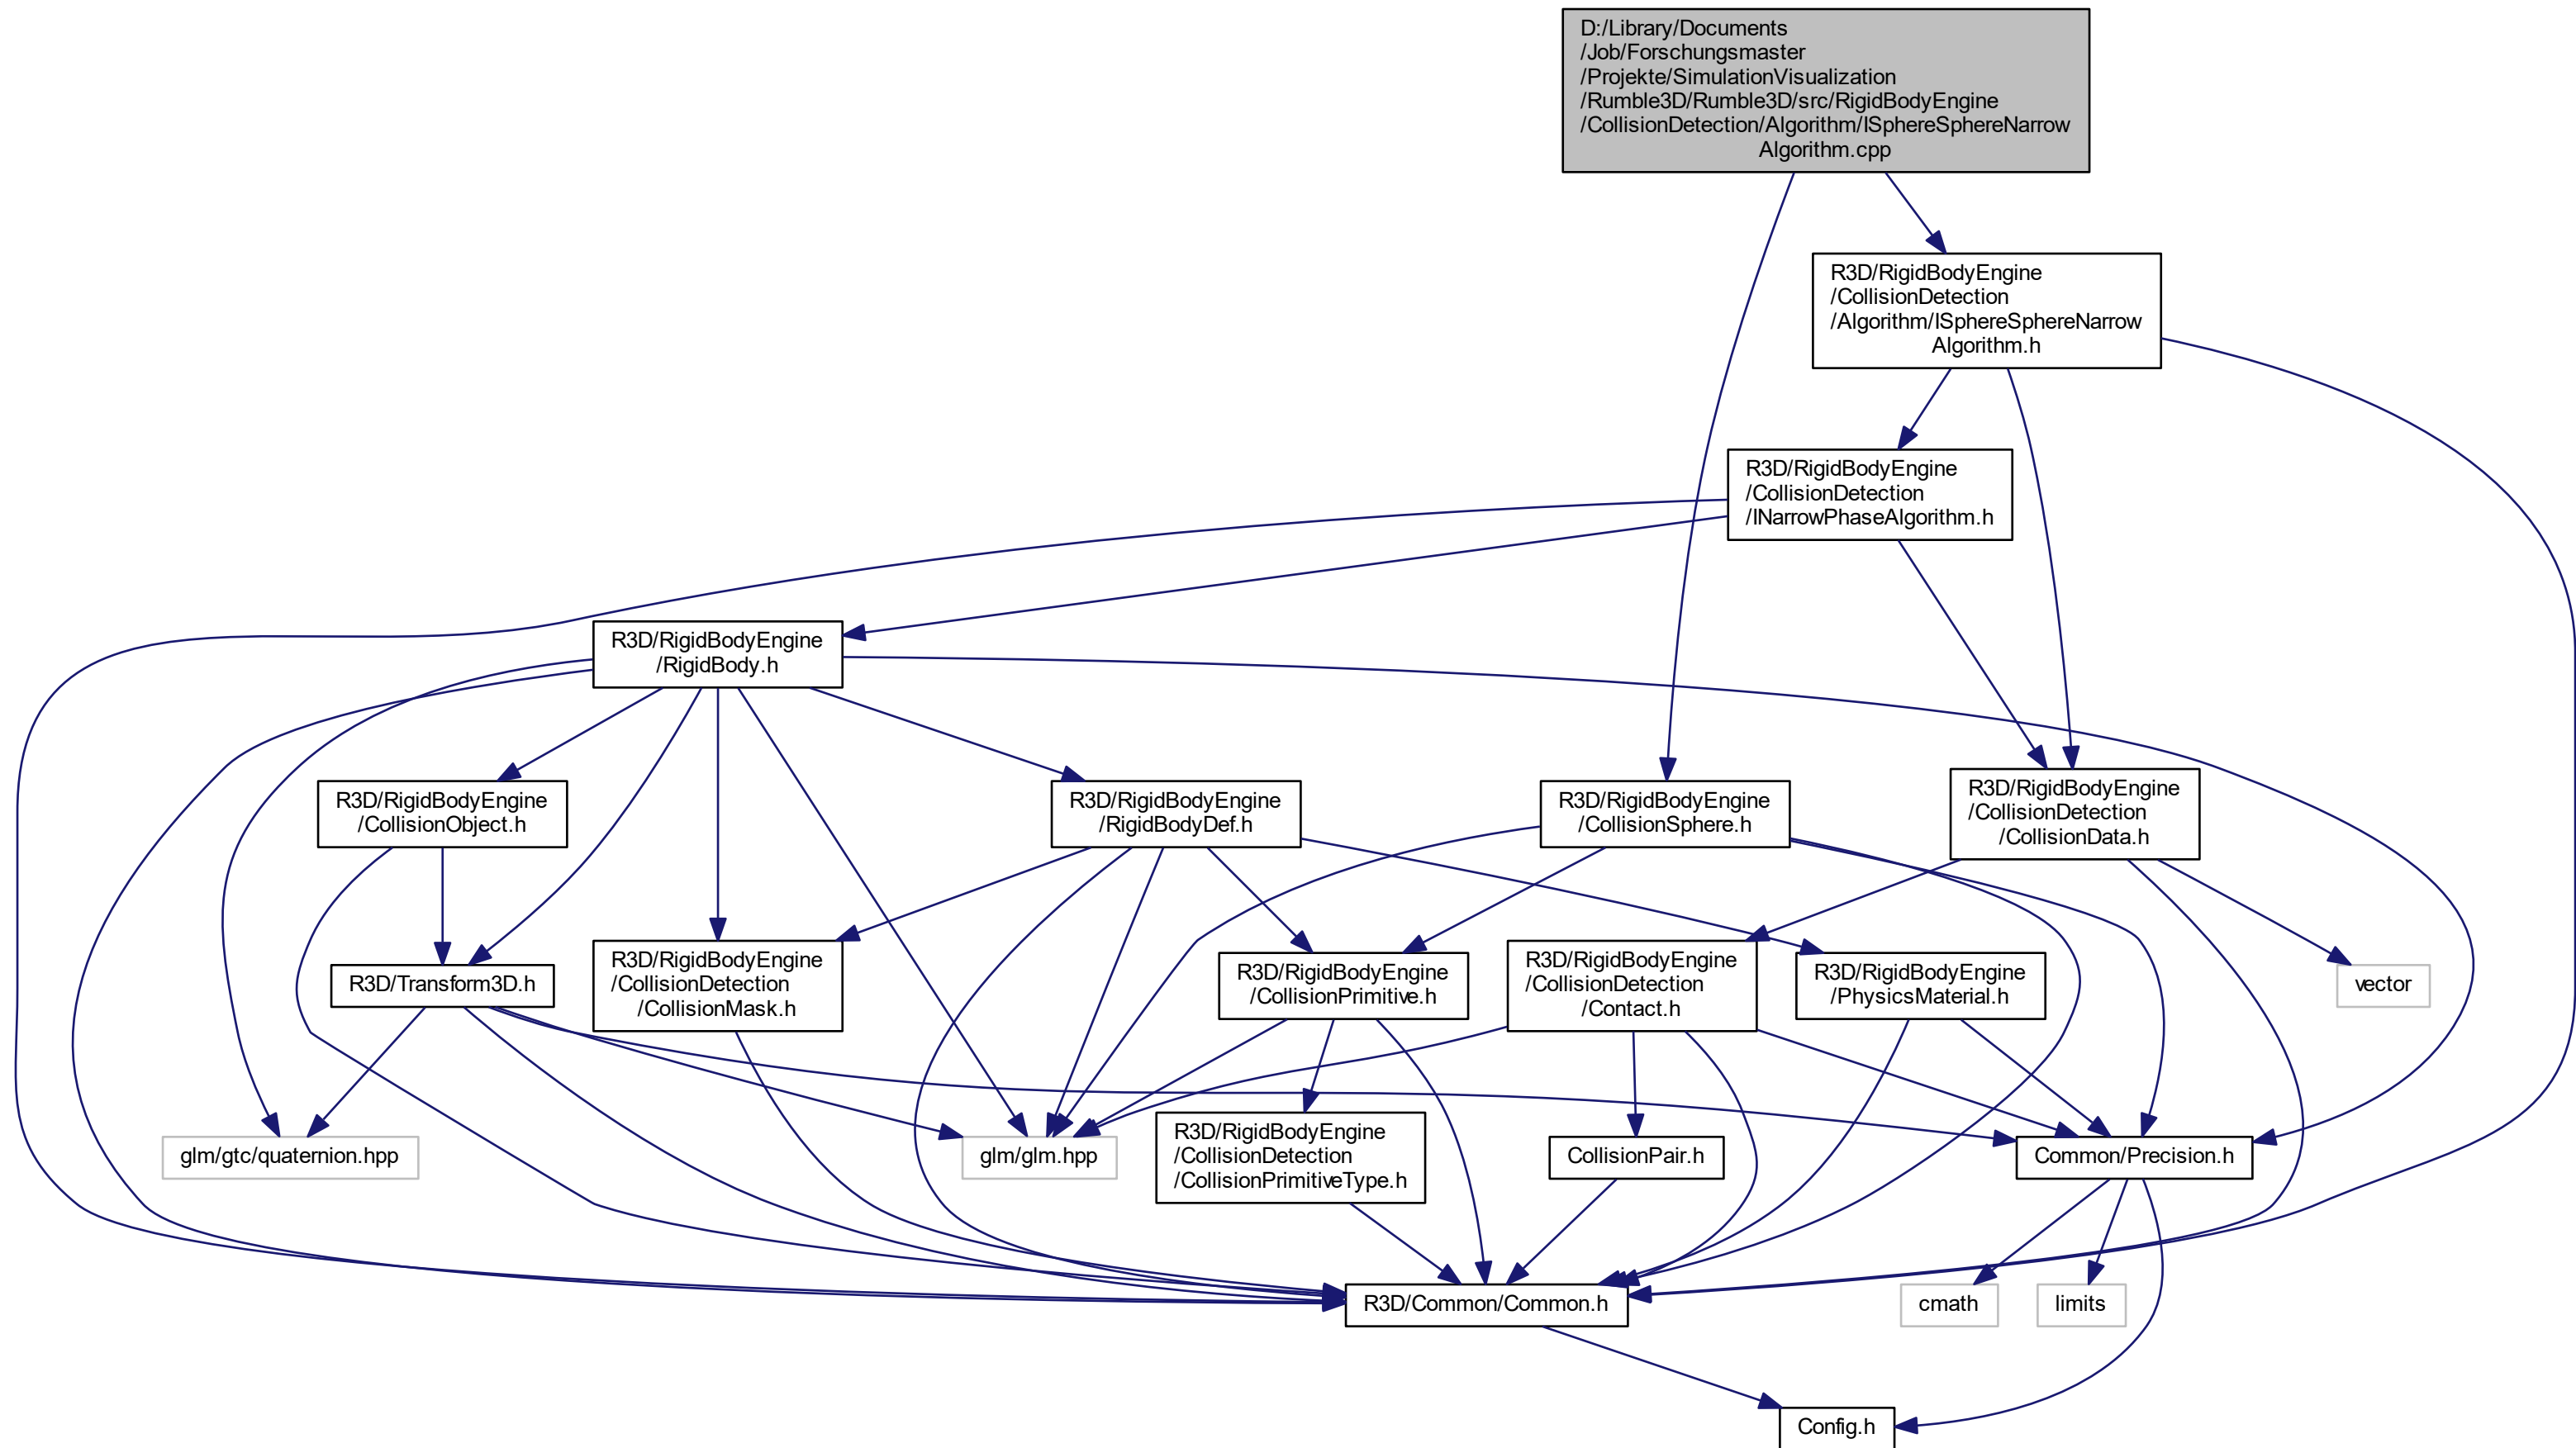 D:/Library/Documents
/Job/Forschungsmaster
/Projekte/SimulationVisualization
/Rumble3D/Rumble3D/src/RigidBodyEngine
/CollisionDetection/Algorithm/ISphereSphereNarrow
Algorithm.cpp
R3D/RigidBodyEngine
/CollisionDetection
/Algorithm/ISphereSphereNarrow
Algorithm.h
R3D/RigidBodyEngine
/CollisionDetection
/INarrowPhaseAlgorithm.h
R3D/RigidBodyEngine
/RigidBody.h
R3D/RigidBodyEngine
/CollisionObject.h
R3D/RigidBodyEngine
/RigidBodyDef.h
R3D/RigidBodyEngine
/CollisionSphere.h
R3D/RigidBodyEngine
/CollisionDetection
/CollisionData.h
R3D/Transform3D.h
R3D/RigidBodyEngine
/CollisionDetection
/CollisionMask.h
R3D/RigidBodyEngine
/CollisionPrimitive.h
R3D/RigidBodyEngine
/CollisionDetection
/Contact.h
R3D/RigidBodyEngine
/PhysicsMaterial.h
vector
glm/gtc/quaternion.hpp
glm/glm.hpp
R3D/RigidBodyEngine
/CollisionDetection
/CollisionPrimitiveType.h
CollisionPair.h
Common/Precision.h
R3D/Common/Common.h
cmath
limits
Config.h